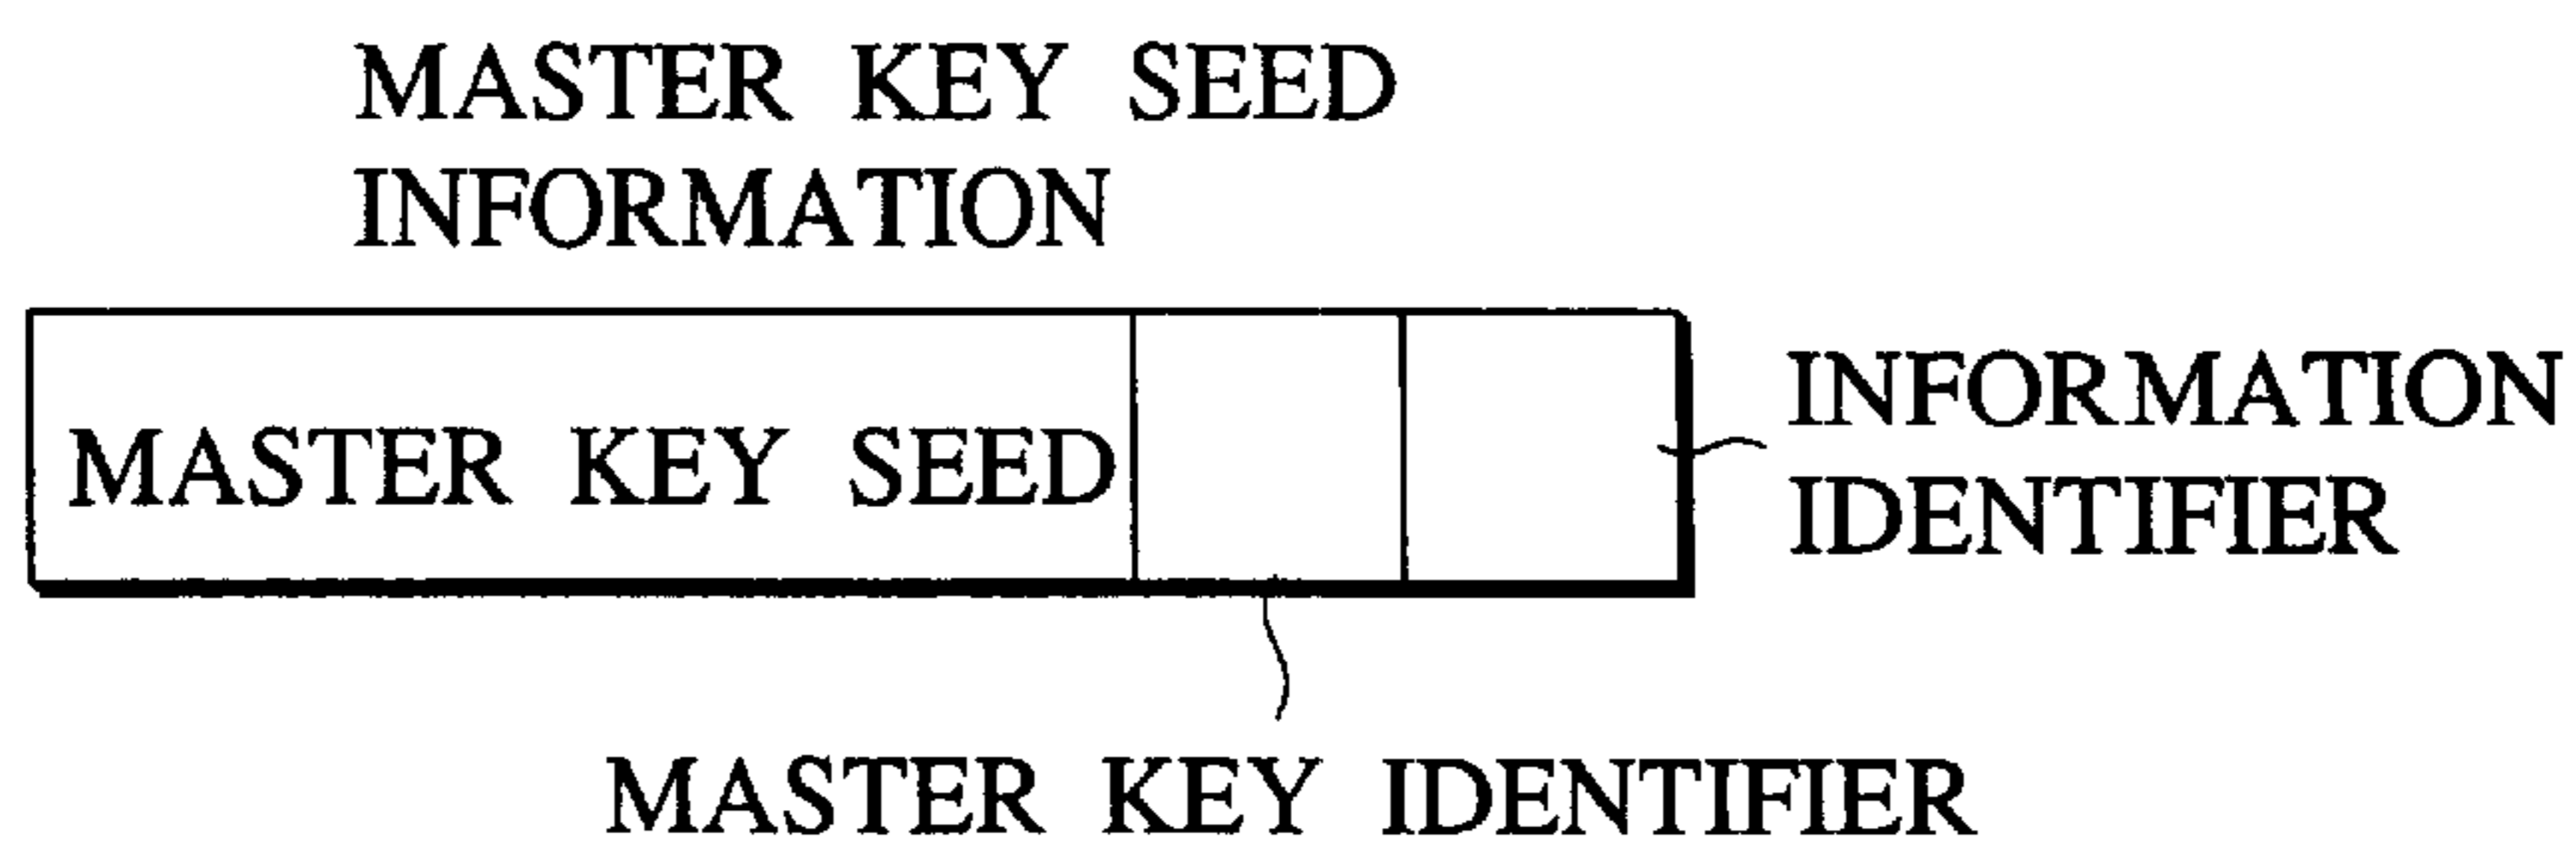 MASTER KEY SEED
INFORMATION
MASTER KEY SEED
INFORMATION
IDENTIFIER
MASTER KEY IDENTIFIER